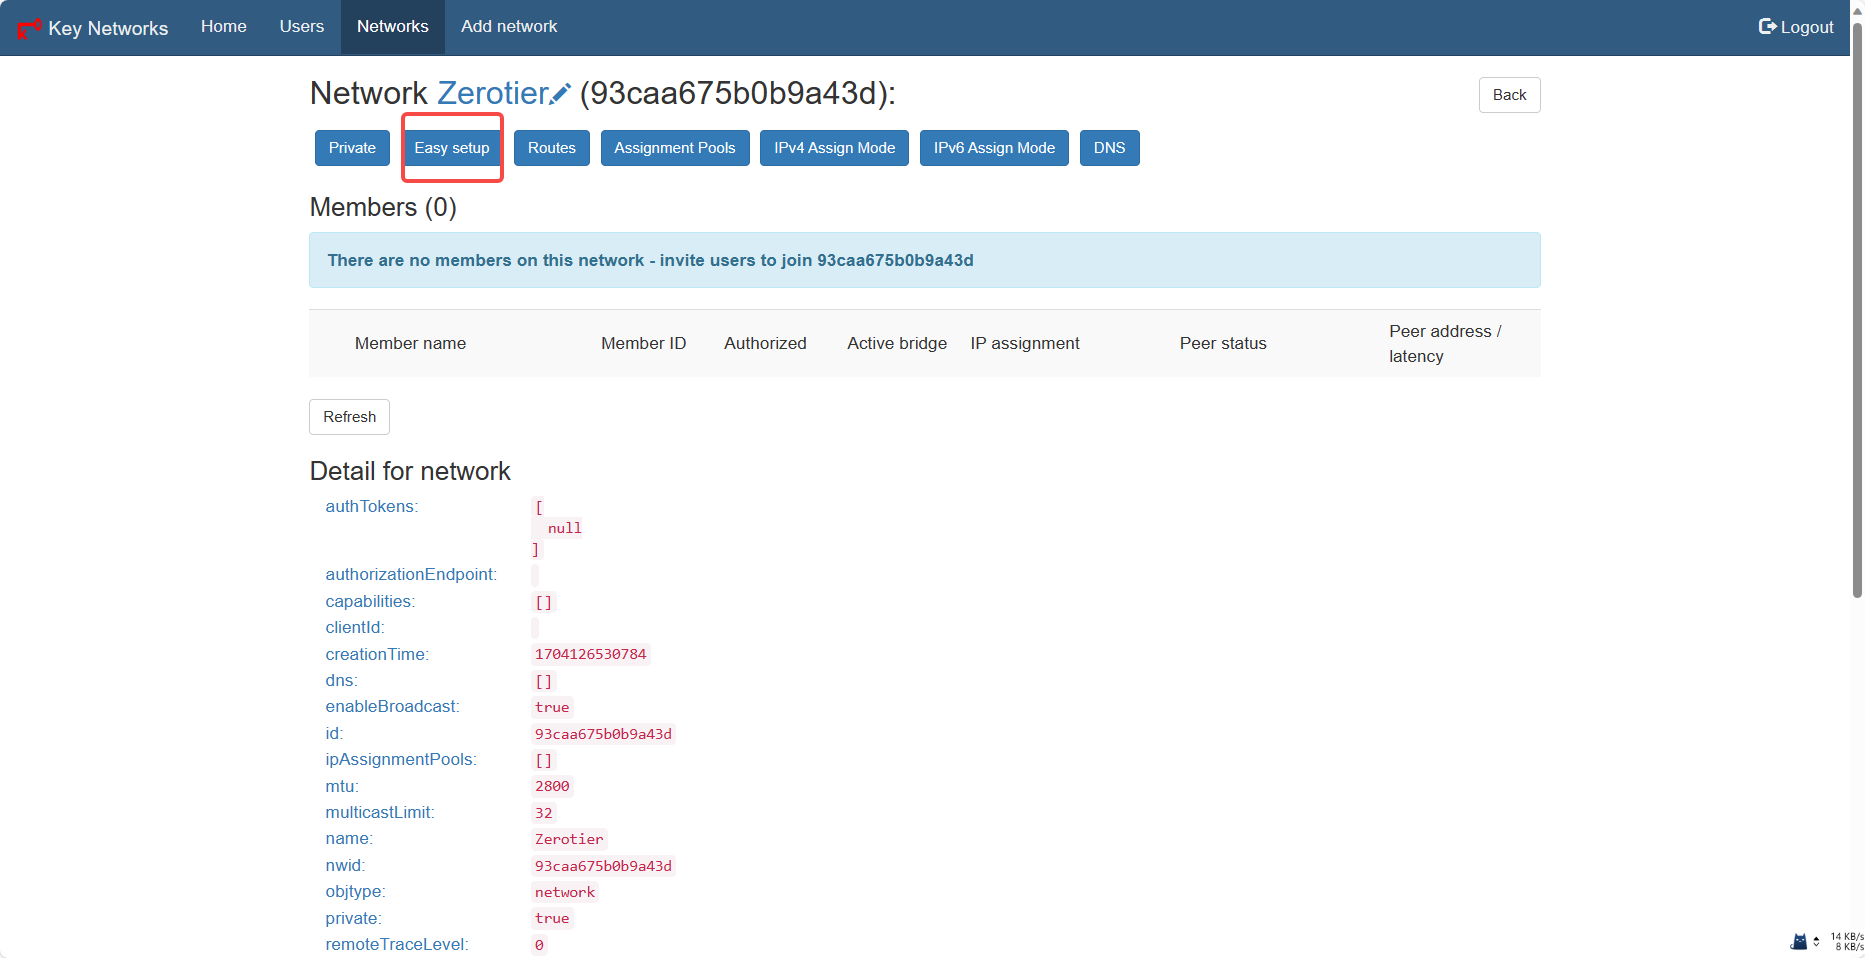 Key Networks Home Users Networks Add network Logout
Network Zerotier (93caa675b0b9a43d):
Back
Private Easy setup Routes Assignment Pools IPv4 Assign Mode IPv6 Assign Mode DNS
Members (0)
There are no members on this network - invite users to join 93caa675b0b9a43d
Member name Member ID Authorized Active bridge IP assignment Peer status Peer address /
latency
Refresh
Detail for network
authTokens: [
null
]
authorizationEndpoint:
capabilities: []
clientId:
creationTime: 1704126530784
dns: []
enableBroadcast: true
id: 93caa675b0b9a43d
ipAssignmentPools: []
mtu: 2800
multicastLimit: 32
name: Zerotier
nwid: 93caa675b0b9a43d
objtype: network
private: true
remoteTraceLevel: 0
14 KB/s
8 KB/s